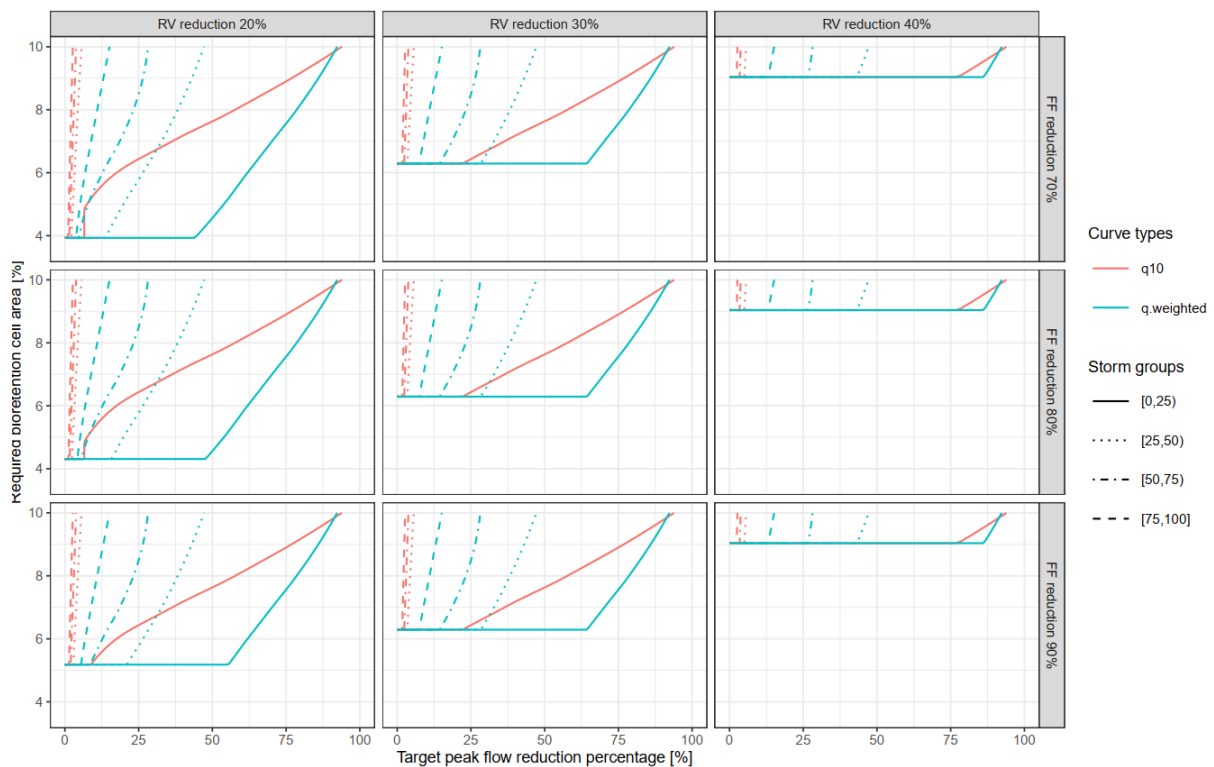 RV reduction 20%
RV reduction 30%
RV reduction 40%
10
8
6
4
FF reduction 70%
10
8
6
4
FF reduction 80%
10
8
6
4
FF reduction 90%
Required bioretention cell area [%]
0 25 50 75 100
0 25 50 75 100
0 25 50 75 100
Target peak flow reduction percentage [%]
Curve types
q10
q.weighted
Storm groups
[0,25)
[25,50)
[50,75)
[75,100]